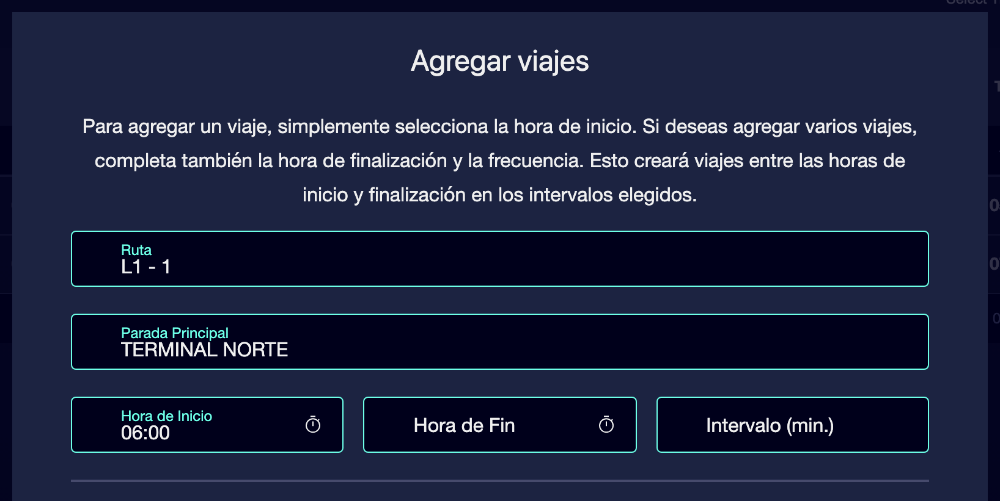 Agregar viajes
Para agregar un viaje, simplemente selecciona la hora de inicio. Si deseas agregar varios viajes,
completa también la hora de finalización y la frecuencia. Esto creará viajes entre las horas de
inicio y finalización en los intervalos elegidos.
Ruta
L1 - 1
Parada Principal
TERMINAL NORTE
Hora de Inicio
06:00
Hora de Fin
Intervalo (min.)